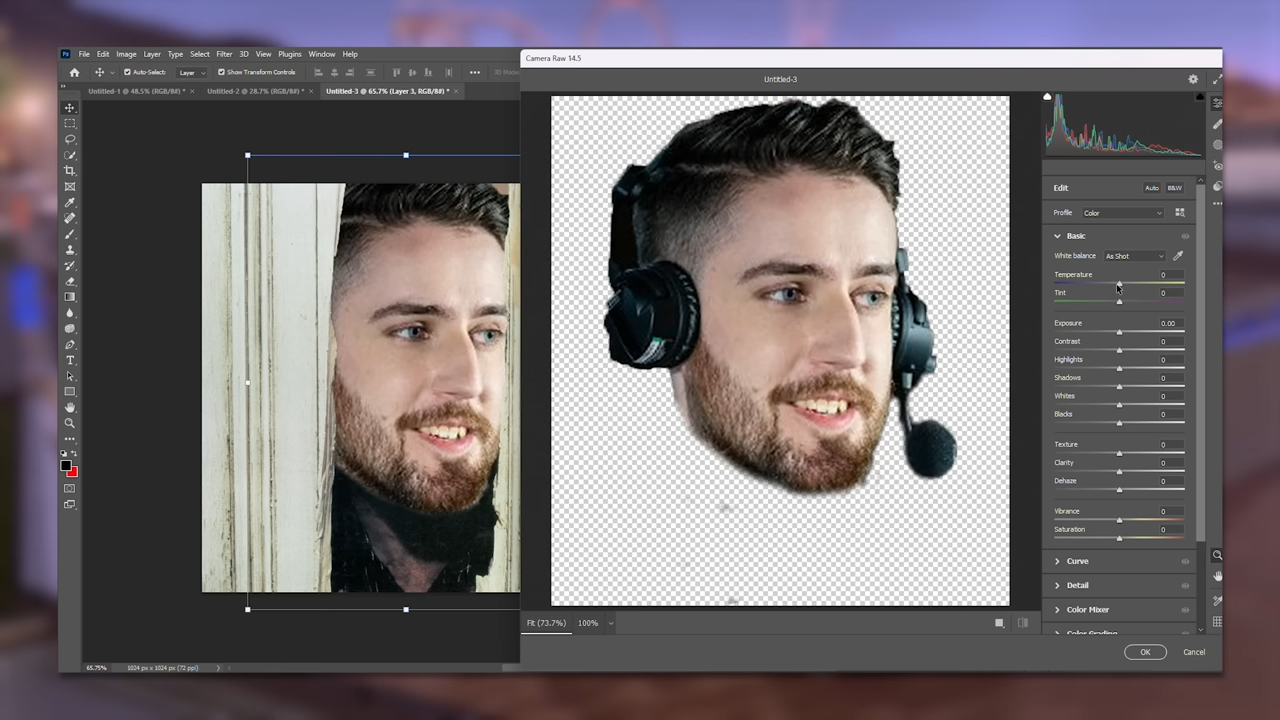 Camera Raw 14.5
Ps File Edit Image Layer Type Select Filter 3D View Plugins Window Help
Untitled-3
Auto-Select: Layer Show Transform Controls
Untitled-1 @ 48.5% (RGB/8#) * × Untitled-2 @ 28.7% (RGB/8#) * × Untitled-3 @ 65.7% (Layer 3, RGB/8#) * ×
Edit Auto B&W
Profile Color
Basic
White balance As Shot
Temperature 0
Tint 0
Exposure 0.00
Contrast 0
Highlights 0
Shadows 0
Whites 0
Blacks 0
Texture 0
Clarity 0
Dehaze 0
Vibrance 0
Saturation 0
Curve
Detail
Color Mixer
Color Grading
Fit (73.7%) 100%
OK Cancel
65.75% 1024 px x 1024 px (72 ppi)